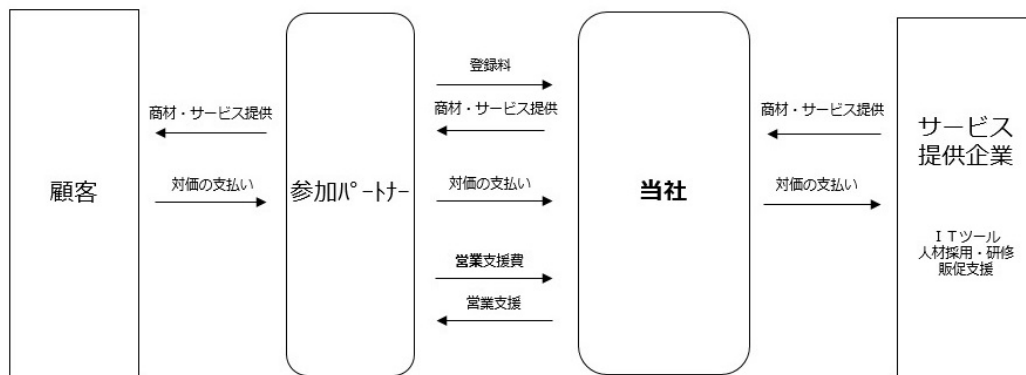 登録料
商材・サービス提供
商材・サービス提供
商材・サービス提供
サービス
提供企業
顧客
対価の支払い
参加ﾊﾟｰﾄﾅｰ
対価の支払い
当社
対価の支払い
ＩＴツール
人材採用・研修
販促支援
営業支援費
営業支援